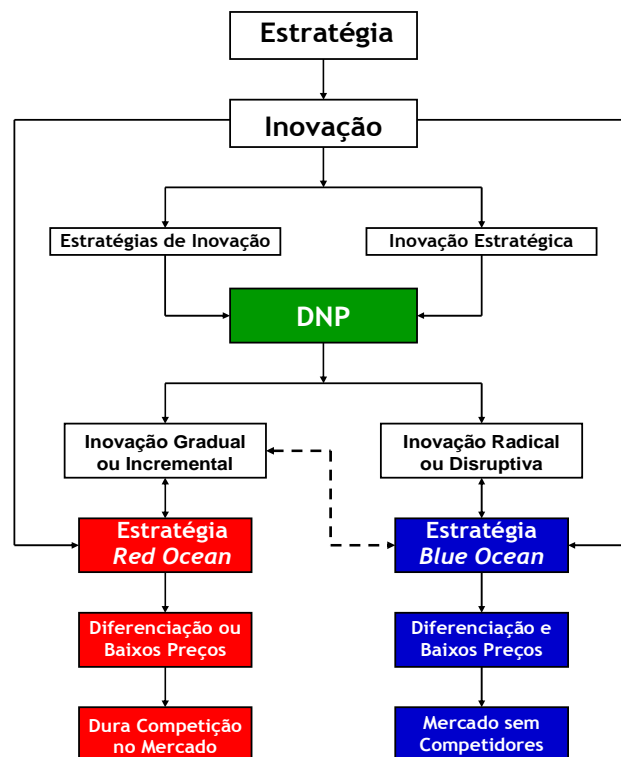 Estratégia
Inovação
Estratégias de Inovação
Inovação Estratégica
DNP
Inovação Gradual
ou Incremental
Inovação Radical
ou Disruptiva
Estratégia
Red Ocean
Estratégia
Blue Ocean
Diferenciação ou
Baixos Preços
Diferenciação e
Baixos Preços
Dura Competição
no Mercado
Mercado sem
Competidores